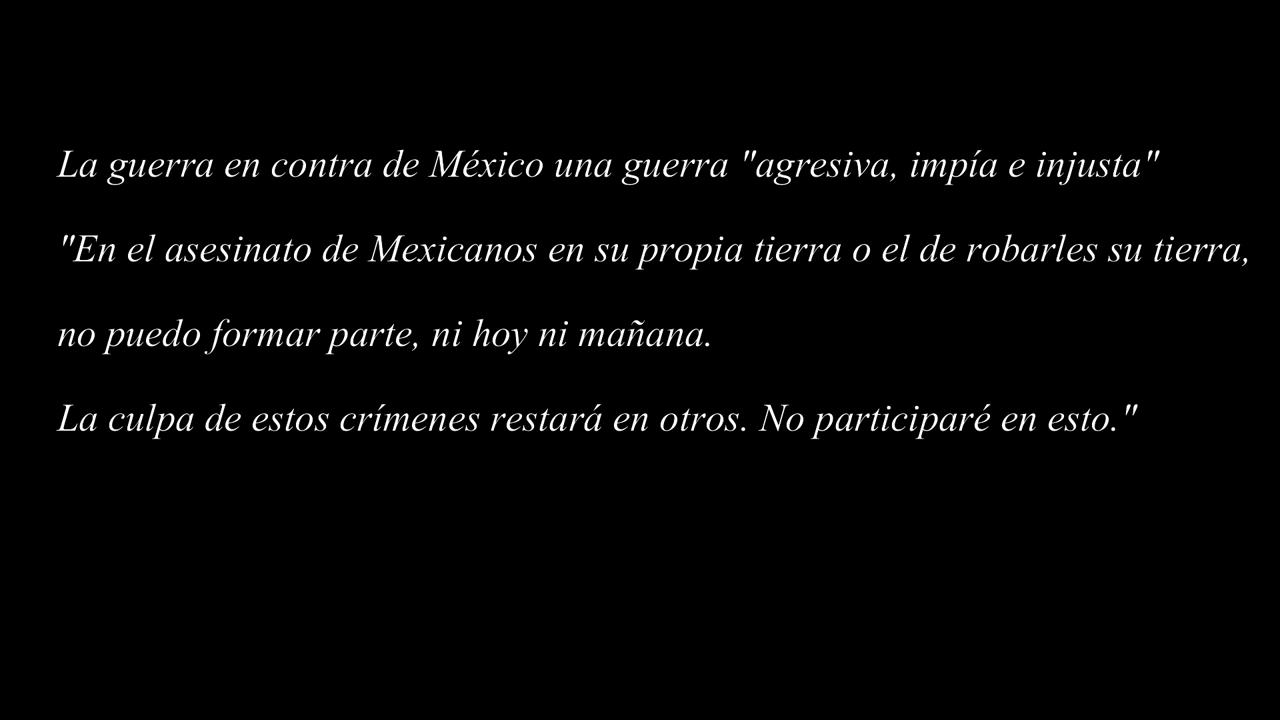 La guerra en contra de México una guerra "agresiva, impía e injusta"
"En el asesinato de Mexicanos en su propia tierra o el de robarles su tierra,
no puedo formar parte, ni hoy ni mañana.
La culpa de estos crímenes restará en otros. No participaré en esto."